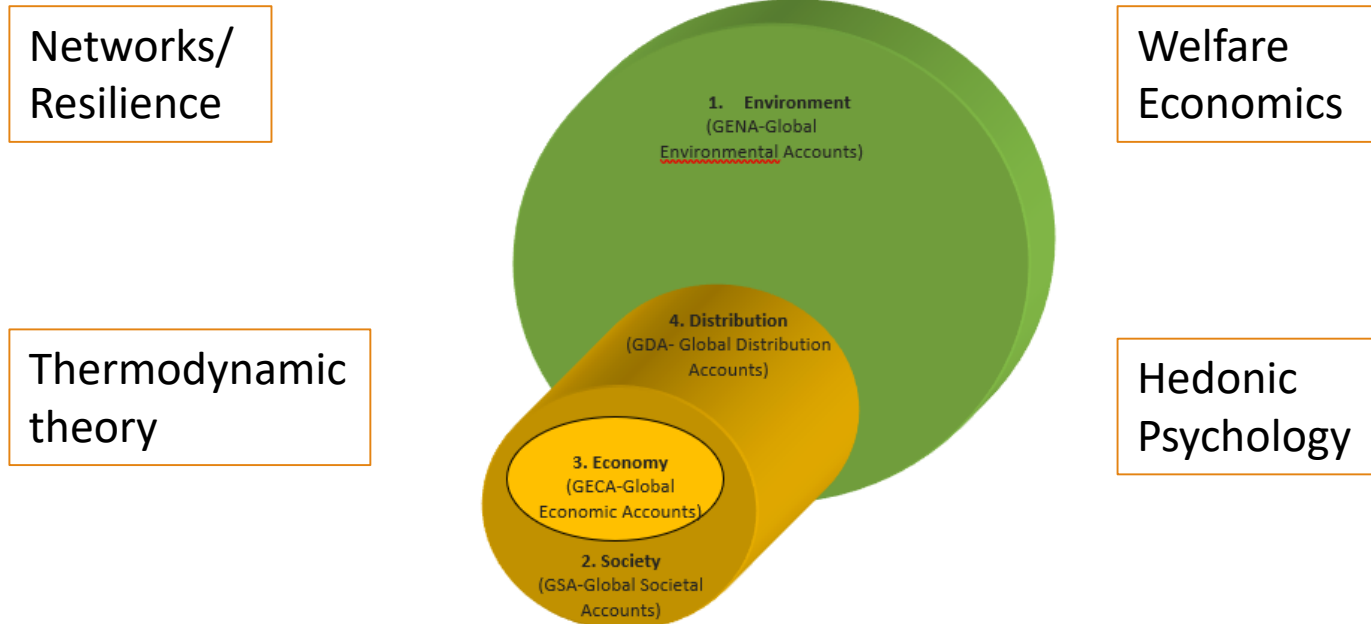 Networks/
Resilience
Welfare
Economics
1. Environment
(GENA-Global
Environmental Accounts)
4. Distribution
(GDA- Global Distribution
Accounts)
Thermodynamic
theory
Hedonic
Psychology
3. Economy
(GECA-Global
Economic Accounts)
2. Society
(GSA-Global Societal
Accounts)